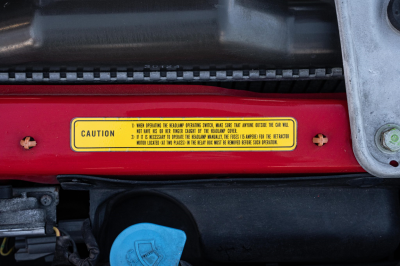 CAUTION
1: WHEN OPERATING THE HEADLAMP OPERATING SWITCH, MAKE SURE THAT ANYONE OUTSIDE THE CAR WILL
NOT HAVE HIS OR HER FINGER CAUGHT BY THE HEADLAMP COVER.
2: IF IT IS NECESSARY TO OPERATE THE HEADLAMP MANUALLY, THE FUSES (15 AMPERE) FOR THE RETRACTOR
MOTOR LOCATED (AT TWO PLACES) IN THE RELAY BOX MUST BE REMOVED BEFORE SUCH OPERATION.